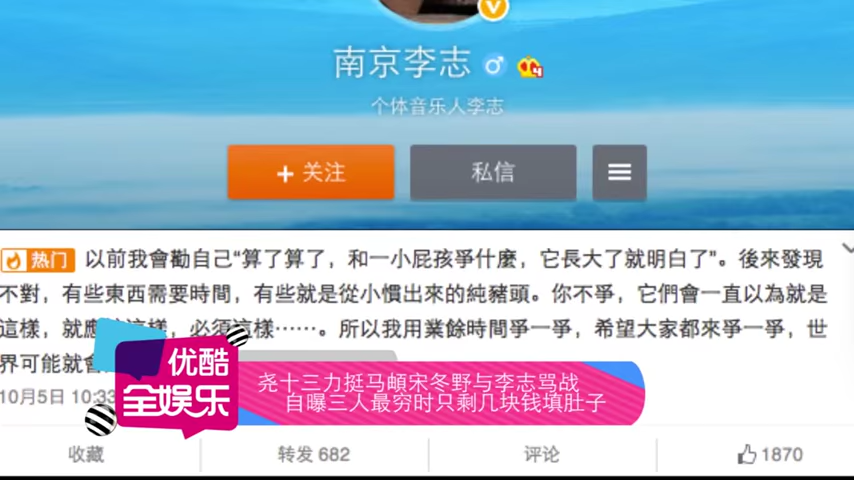 南京李志
个体音乐人李志
+ 关注
私信
热门 以前我會勸自己“算了算了，和一小屁孩爭什麼，它長大了就明白了”。後來發現
不對，有些東西需要時間，有些就是從小慣出來的純豬頭。你不爭，它們會一直以為就是
這樣，就應該這樣，必須這樣……。所以我用業餘時間爭一爭，希望大家都來爭一爭，世
界可能就會
10月5日 10:33
优酷
全娱乐
尧十三力挺马頔宋冬野与李志骂战
自曝三人最穷时只剩几块钱填肚子
收藏
转发 682
评论
1870